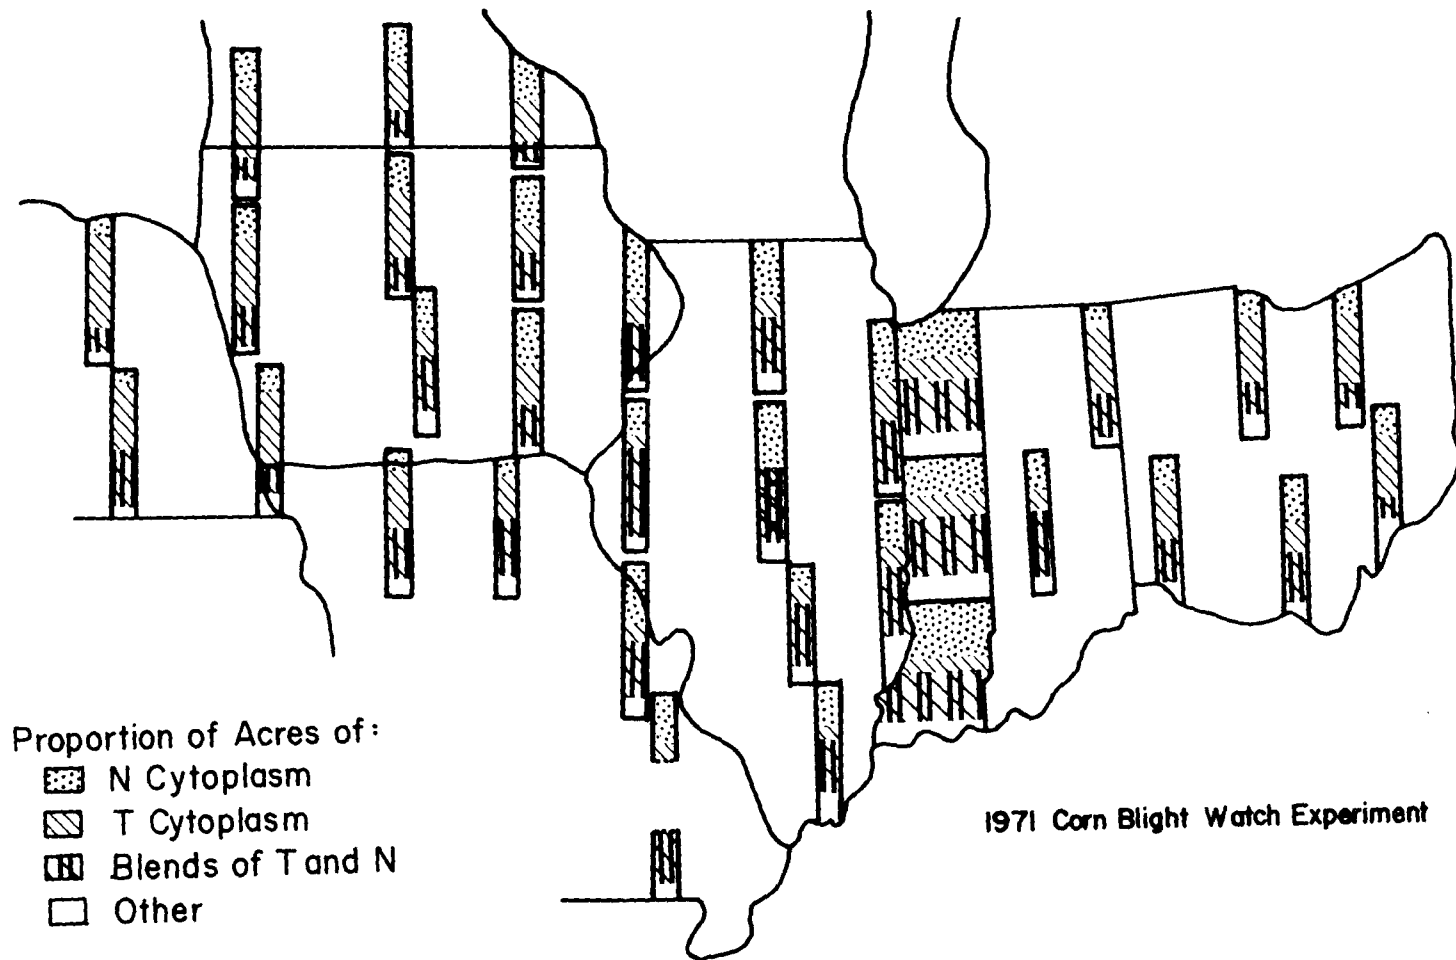 Proportion of Acres of:
N Cytoplasm
T Cytoplasm
Blends of T and N
Other
1971 Corn Blight Watch Experiment